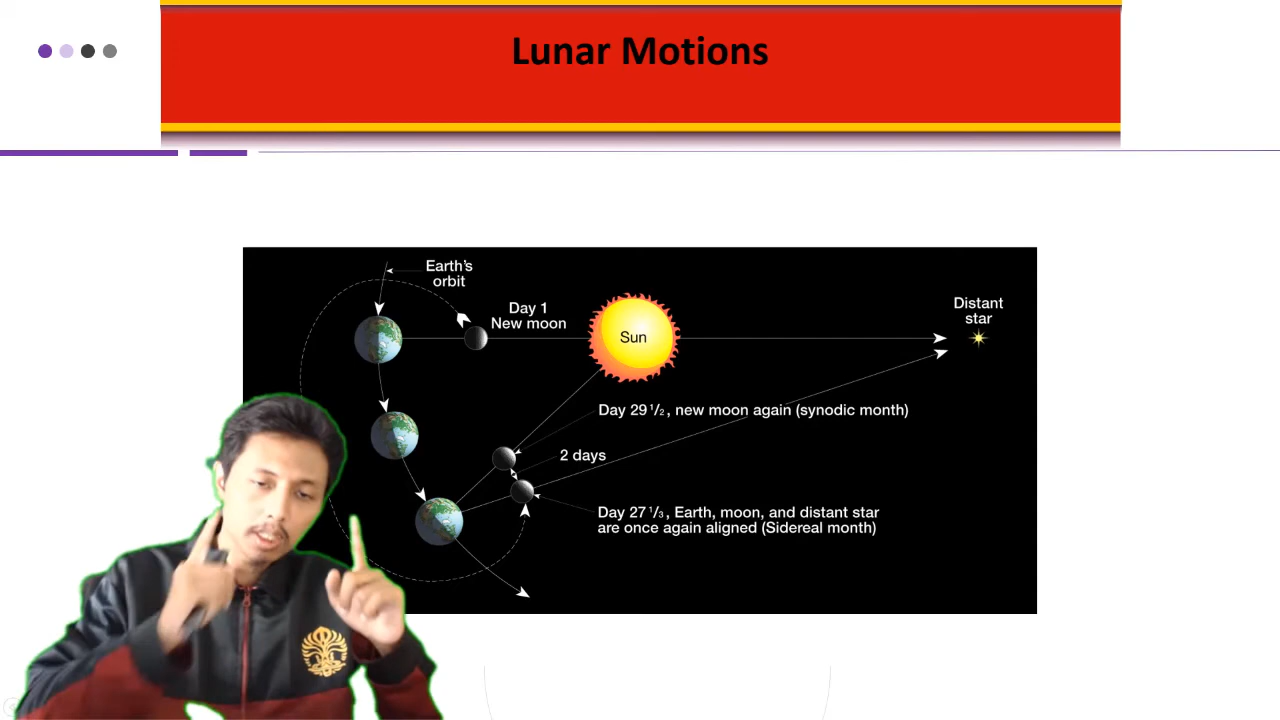 Lunar Motions
Earth's
orbit
Day 1
New moon
Sun
Distant
star
Day 29 1/2, new moon again (synodic month)
2 days
Day 27 1/3, Earth, moon, and distant star
are once again aligned (Sidereal month)